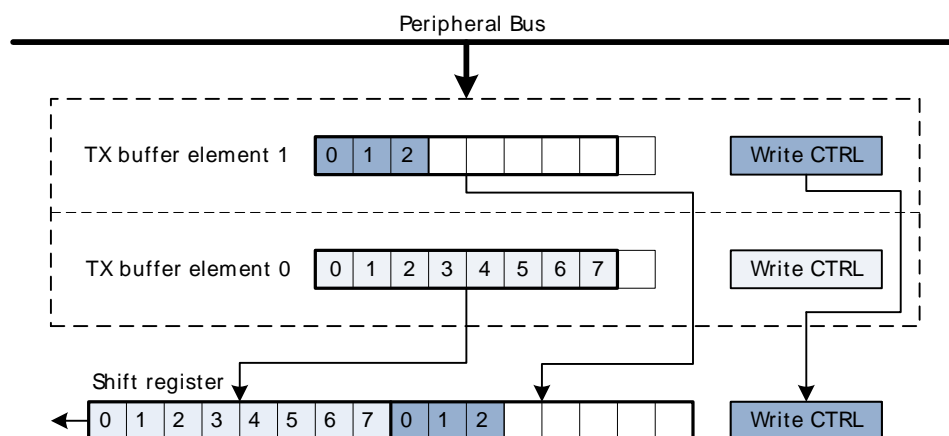 Peripheral Bus
TX buffer element 1 0 1 2 Write CTRL
TX buffer element 0 0 1 2 3 4 5 6 7 Write CTRL
Shift register
0 1 2 3 4 5 6 7 0 1 2 Write CTRL